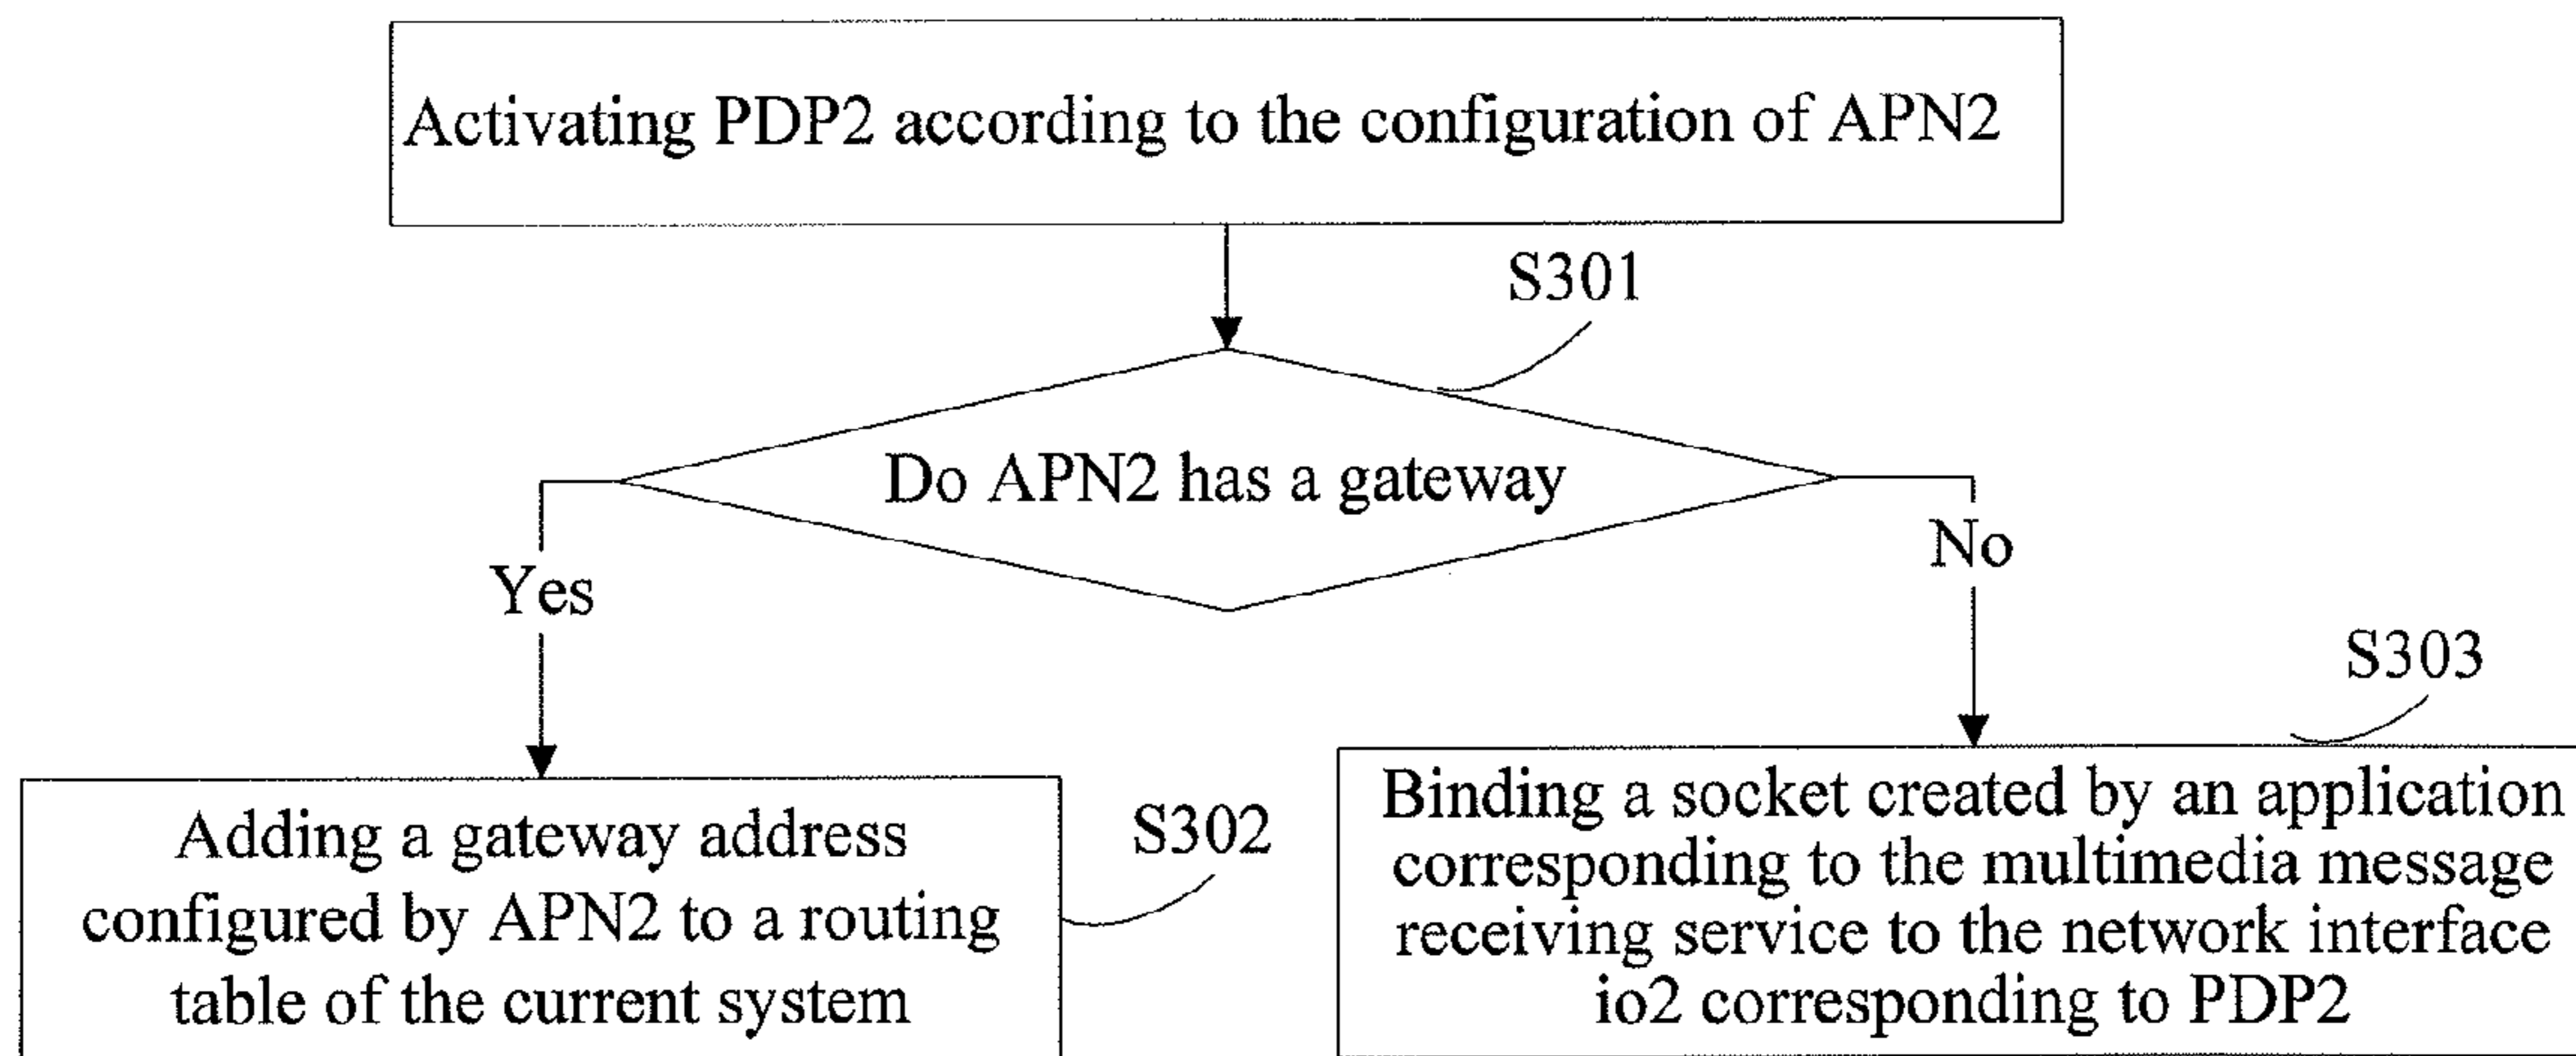 Activating PDP2 according to the configuration of APN2
S301
Do APN2 has a gateway
Yes
No
S303
Adding a gateway address
configured by APN2 to a routing
table of the current system
S302
Binding a socket created by an application
corresponding to the multimedia message
receiving service to the network interface
io2 corresponding to PDP2